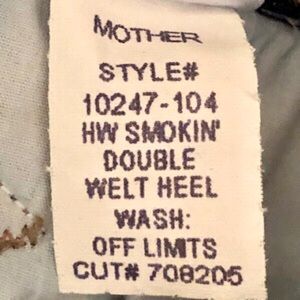 MOTHER
STYLE#
10247-104
HW SMOKIN'
DOUBLE
WELT HEEL
WASH:
OFF LIMITS
CUT# 708205